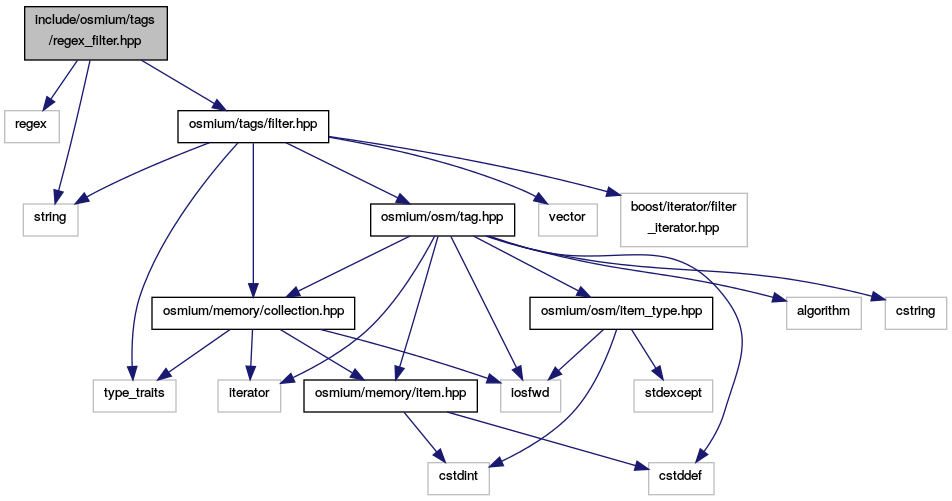 include/osmium/tags
/regex_filter.hpp
regex
osmium/tags/filter.hpp
string
osmium/osm/tag.hpp
vector
boost/iterator/filter
_iterator.hpp
osmium/memory/collection.hpp
osmium/osm/item_type.hpp
algorithm
cstring
type_traits
iterator
osmium/memory/item.hpp
iosfwd
stdexcept
cstdint
cstddef